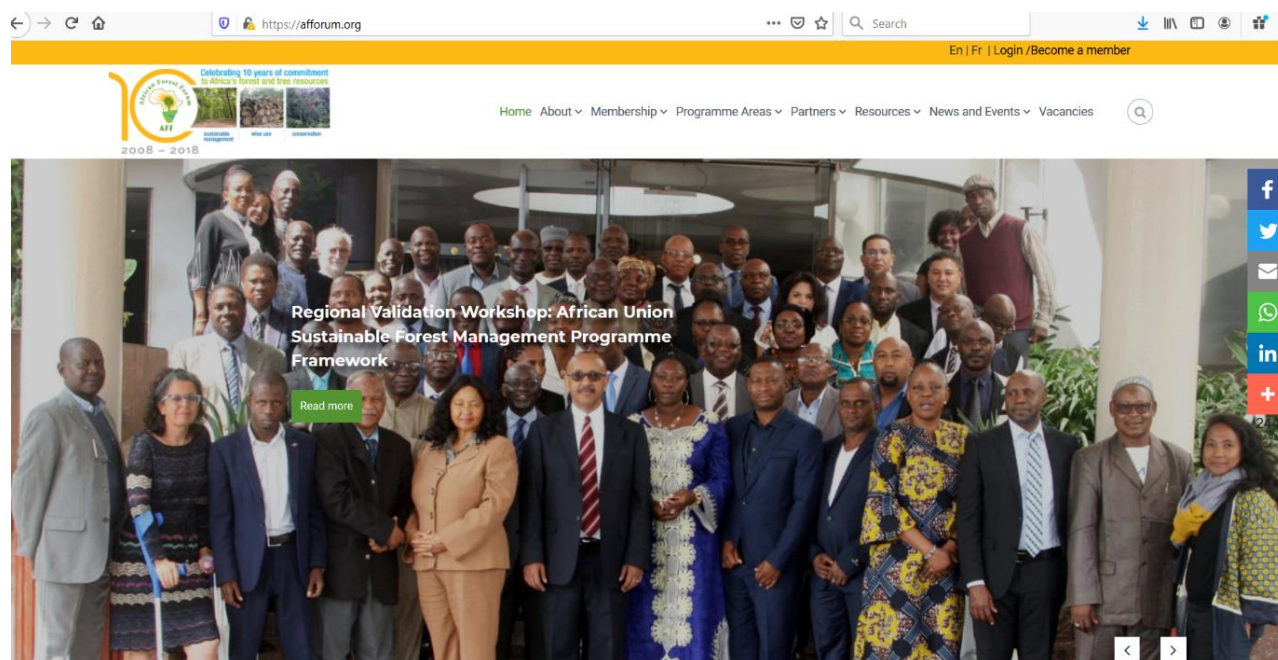 https://afforum.org
Search
En | Fr | Login /Become a member
Celebrating 10 years of commitment
to Africa's forest and tree resources
African Forest Forum
AFF
sustainable
management
wise use
conservation
2008 – 2018
Home About Membership Programme Areas Partners Resources News and Events Vacancies
Regional Validation Workshop: African Union
Sustainable Forest Management Programme
Framework
Read more